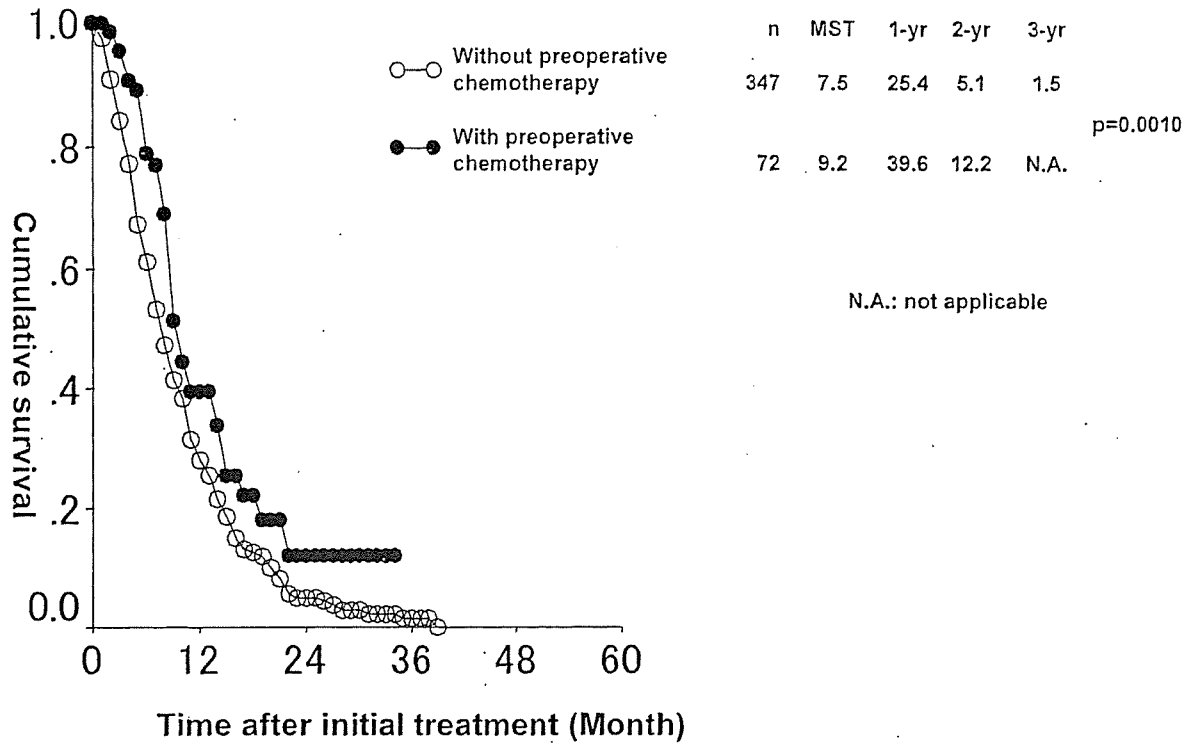 1.0
.8
.6
.4
.2
0.0
Cumulative survival
0
12
24
36
48
60
Time after initial treatment (Month)
Without preoperative
chemotherapy
With preoperative
chemotherapy
n MST 1-yr 2-yr 3-yr
347 7.5 25.4 5.1 1.5
p=0.0010
72 9.2 39.6 12.2 N.A.
N.A.: not applicable